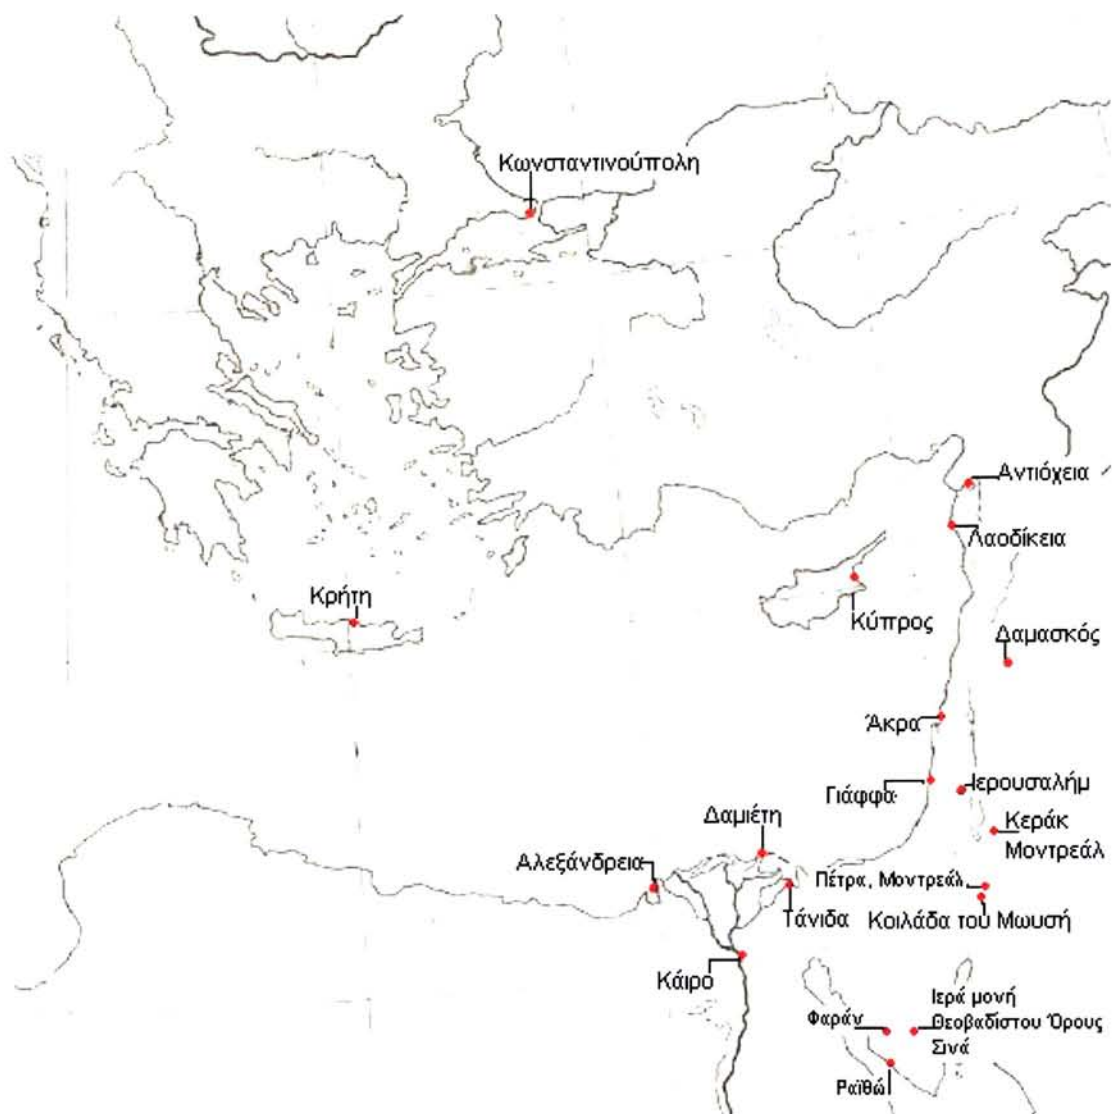 Κωνσταντινούπολη
Αντιόχεια
Λαοδίκεια
Κρήτη
Κύπρος
Δαμασκός
Άκρα
Γιάφφα
Ιερουσαλήμ
Δαμιέτη
Κεράκ
Μοντρεάλ
Αλεξάνδρεια
Πέτρα, Μοντρεάλ
Τάνιδα
Κοιλάδα του Μωυσή
Κάιρο
Φαράν
Ιερά μονή
Θεοβαδίστου Όρους
Σινά
Ραϊθώ